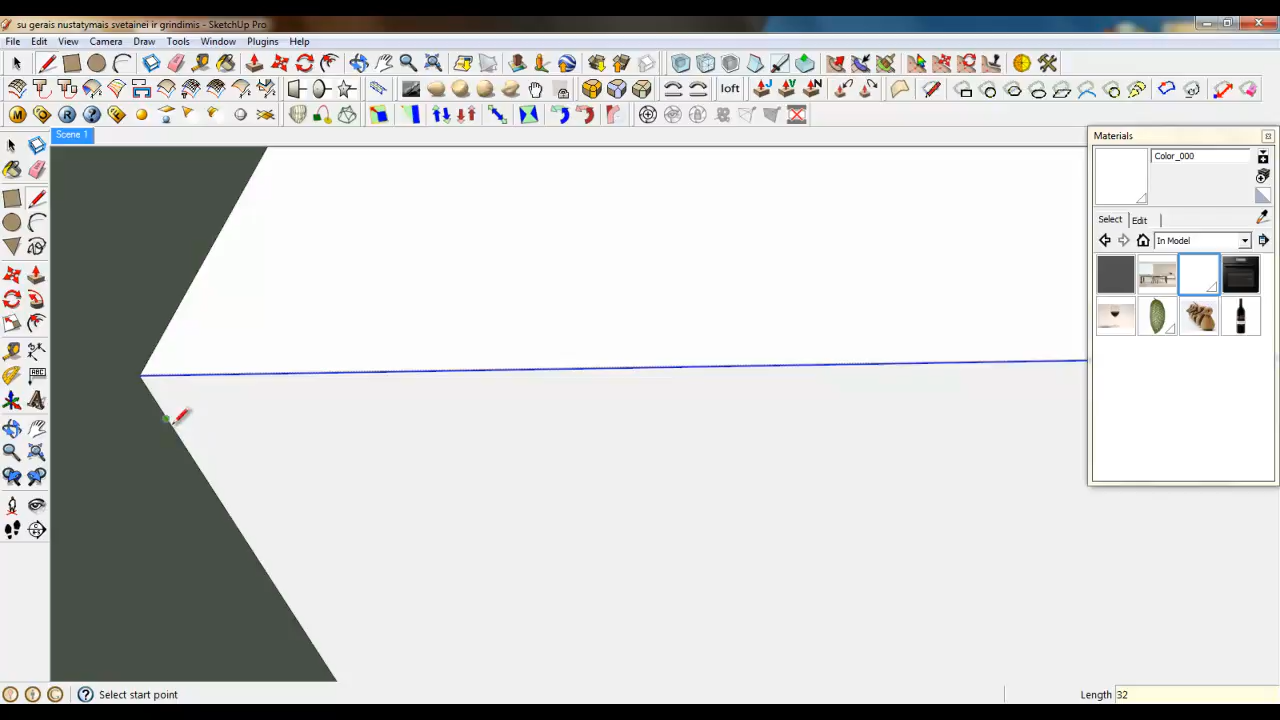 su gerais nustatymais svetainei ir grindimis - SketchUp Pro
File Edit View Camera Draw Tools Window Plugins Help
loft
Scene 1
Materials
Color_000
Select Edit
In Model
ABC
Select start point
Length 32